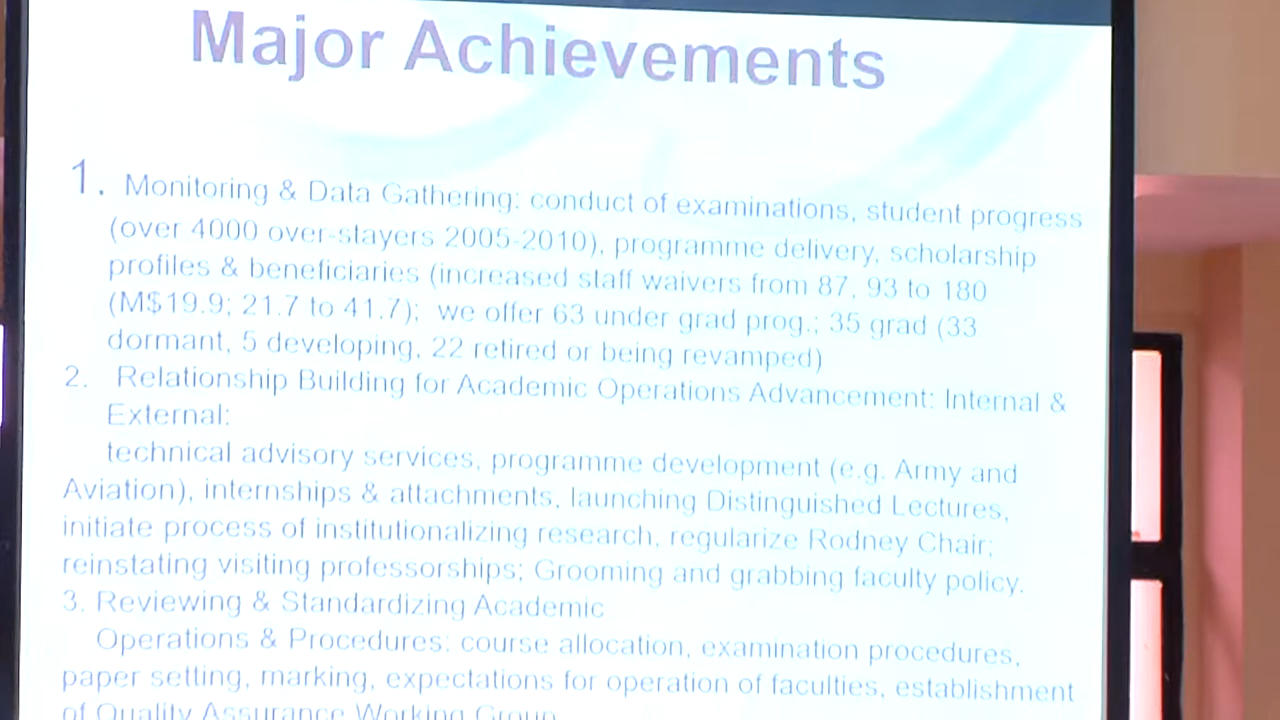 Major Achievements
1. Monitoring & Data Gathering: conduct of examinations, student progress
(over 4000 over-stayers 2005-2010), programme delivery, scholarship
profiles & beneficiaries (increased staff waivers from 87, 93 to 180
(M$19.9; 21.7 to 41.7); we offer 63 under grad prog.; 35 grad (33
dormant, 5 developing, 22 retired or being revamped)
2. Relationship Building for Academic Operations Advancement: Internal &
External:
technical advisory services, programme development (e.g. Army and
Aviation), internships & attachments, launching Distinguished Lectures,
initiate process of institutionalizing research, regularize Rodney Chair;
reinstating visiting professorships; Grooming and grabbing faculty policy.
3. Reviewing & Standardizing Academic
Operations & Procedures: course allocation, examination procedures,
paper setting, marking, expectations for operation of faculties, establishment
of Quality Assurance Working Group